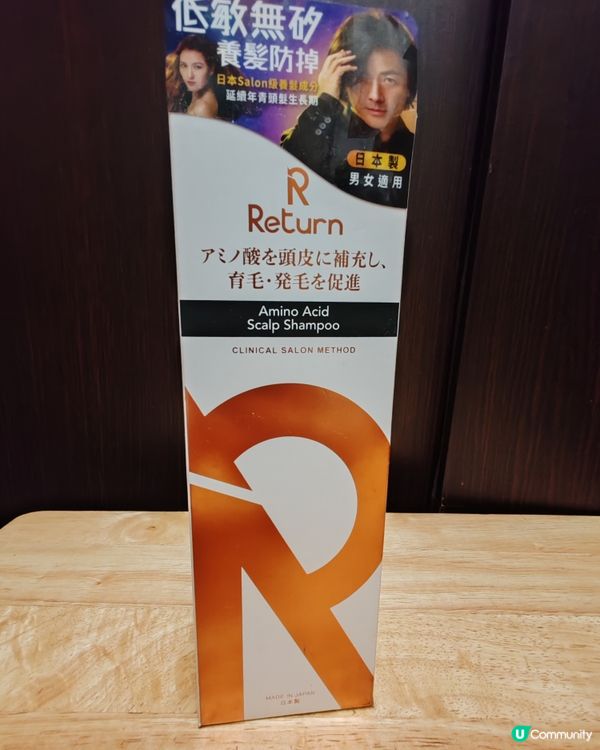 低敏無矽
養髮防掉
日本Salon級養髮成分
延續年青頭髮生長期
日本製
男女適用
R
Return
アミノ酸を頭皮に補充し、
育毛・発毛を促進
Amino Acid
Scalp Shampoo
CLINICAL SALON METHOD
MADE IN JAPAN
日本製
U Community